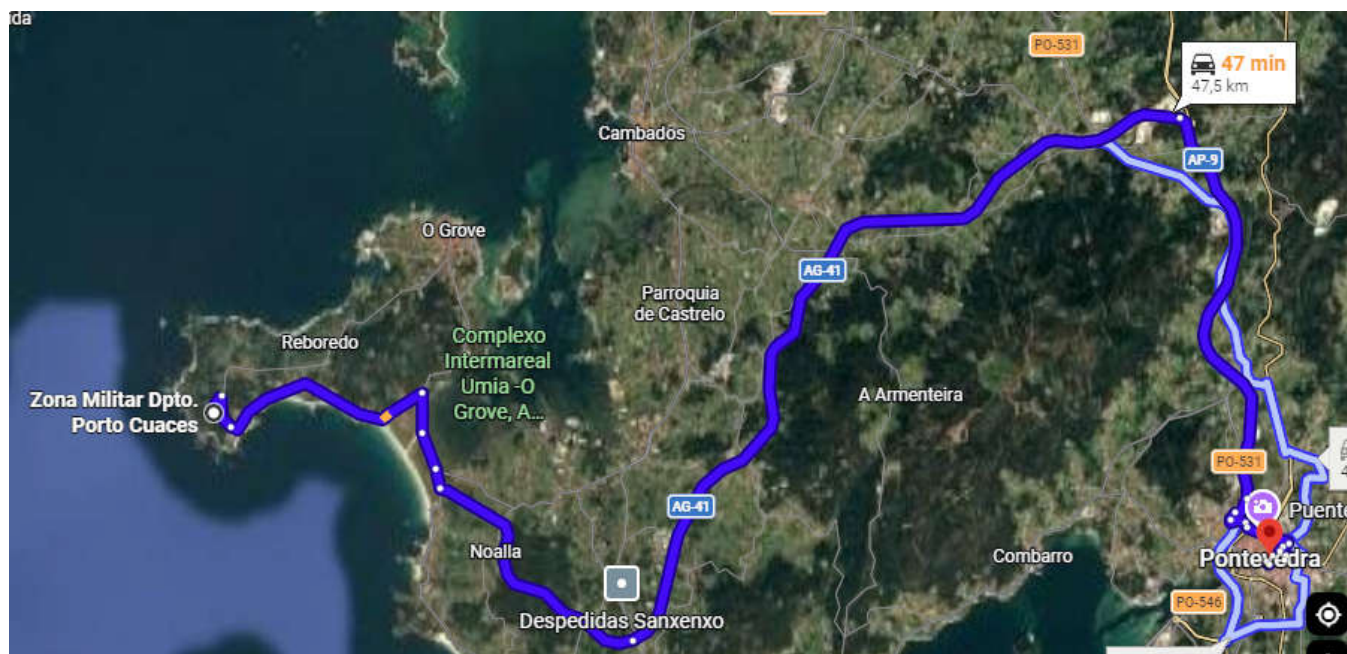 da
PO-531
47 min
47,5 km
Cambados
AP-9
O Grove
AG-41
Parroquia
de Castrelo
Reboredo
Complexo
Intermareal
Umia -O
Grove, A...
Zona Militar Dpto.
Porto Cuaces
A Armenteira
PO-531
AG-41
Puente
Noalla
Combarro
Pontevedra
Despedidas Sanxenxo
PO-546